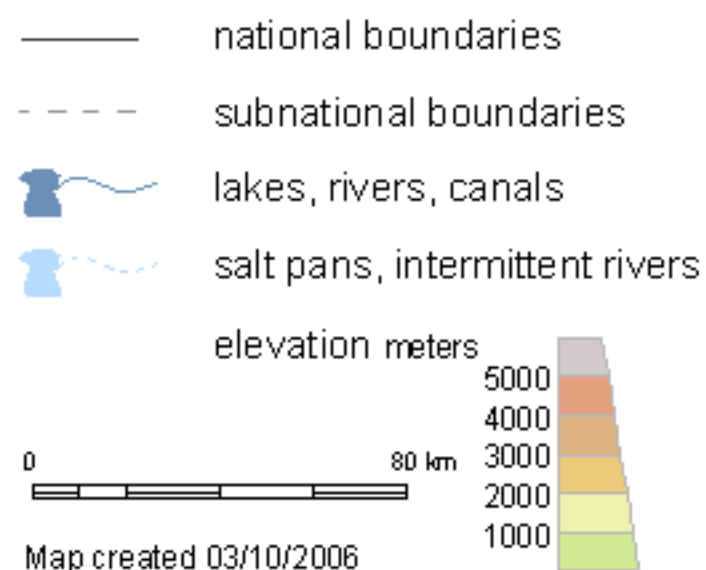 national boundaries
subnational boundaries
lakes, rivers, canals
salt pans, intermittent rivers
elevation meters
5000
4000
3000
2000
1000
0 80 km
Map created 03/10/2006